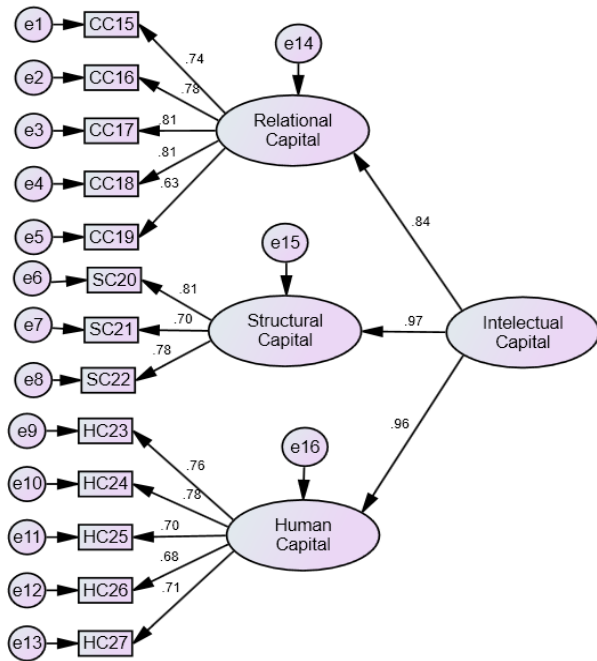 e1
CC15
e14
.74
e2
CC16
.78
Relational
Capital
e3
CC17
.81
e4
CC18
.81
.63
e5
CC19
.84
e15
e6
SC20
.81
e7
SC21
.70
Structural
Capital
.97
Intelectual
Capital
.78
e8
SC22
e9
HC23
.96
e16
.76
e10
HC24
.78
Human
Capital
e11
HC25
.70
.68
e12
HC26
.71
e13
HC27